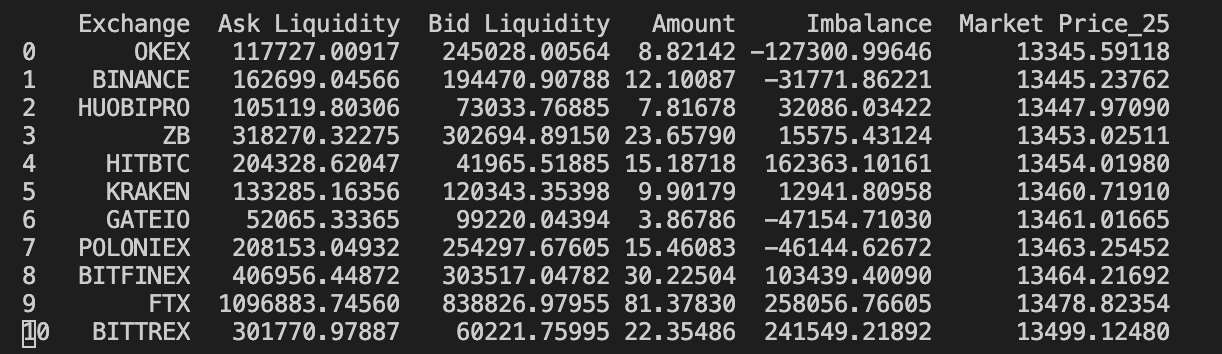 Exchange Ask Liquidity Bid Liquidity Amount Imbalance Market Price_25
0 OKEX 117727.00917 245028.00564 8.82142 -127300.99646 13345.59118
1 BINANCE 162699.04566 194470.90788 12.10087 -31771.86221 13445.23762
2 HUOBIPRO 105119.80306 73033.76885 7.81678 32086.03422 13447.97090
3 ZB 318270.32275 302694.89150 23.65790 15575.43124 13453.02511
4 HITBTC 204328.62047 41965.51885 15.18718 162363.10161 13454.01980
5 KRAKEN 133285.16356 120343.35398 9.90179 12941.80958 13460.71910
6 GATEIO 52065.33365 99220.04394 3.86786 -47154.71030 13461.01665
7 POLONIEX 208153.04932 254297.67605 15.46083 -46144.62672 13463.25452
8 BITFINEX 406956.44872 303517.04782 30.22504 103439.40090 13464.21692
9 FTX 1096883.74560 838826.97955 81.37830 258056.76605 13478.82354
10 BITTREX 301770.97887 60221.75995 22.35486 241549.21892 13499.12480